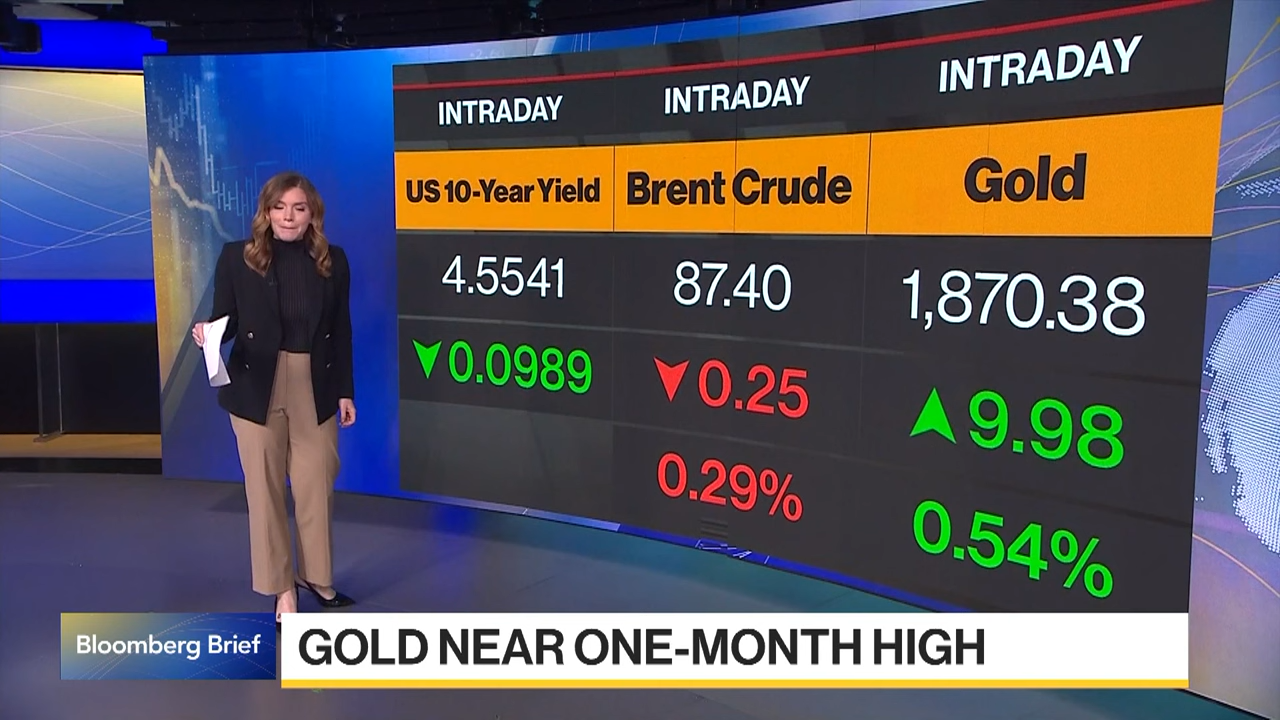 INTRADAY
INTRADAY
INTRADAY
US 10-Year Yield
Brent Crude
Gold
4.5541
87.40
1,870.38
▼0.0989
▼0.25
▲9.98
0.29%
0.54%
Bloomberg Brief
GOLD NEAR ONE-MONTH HIGH